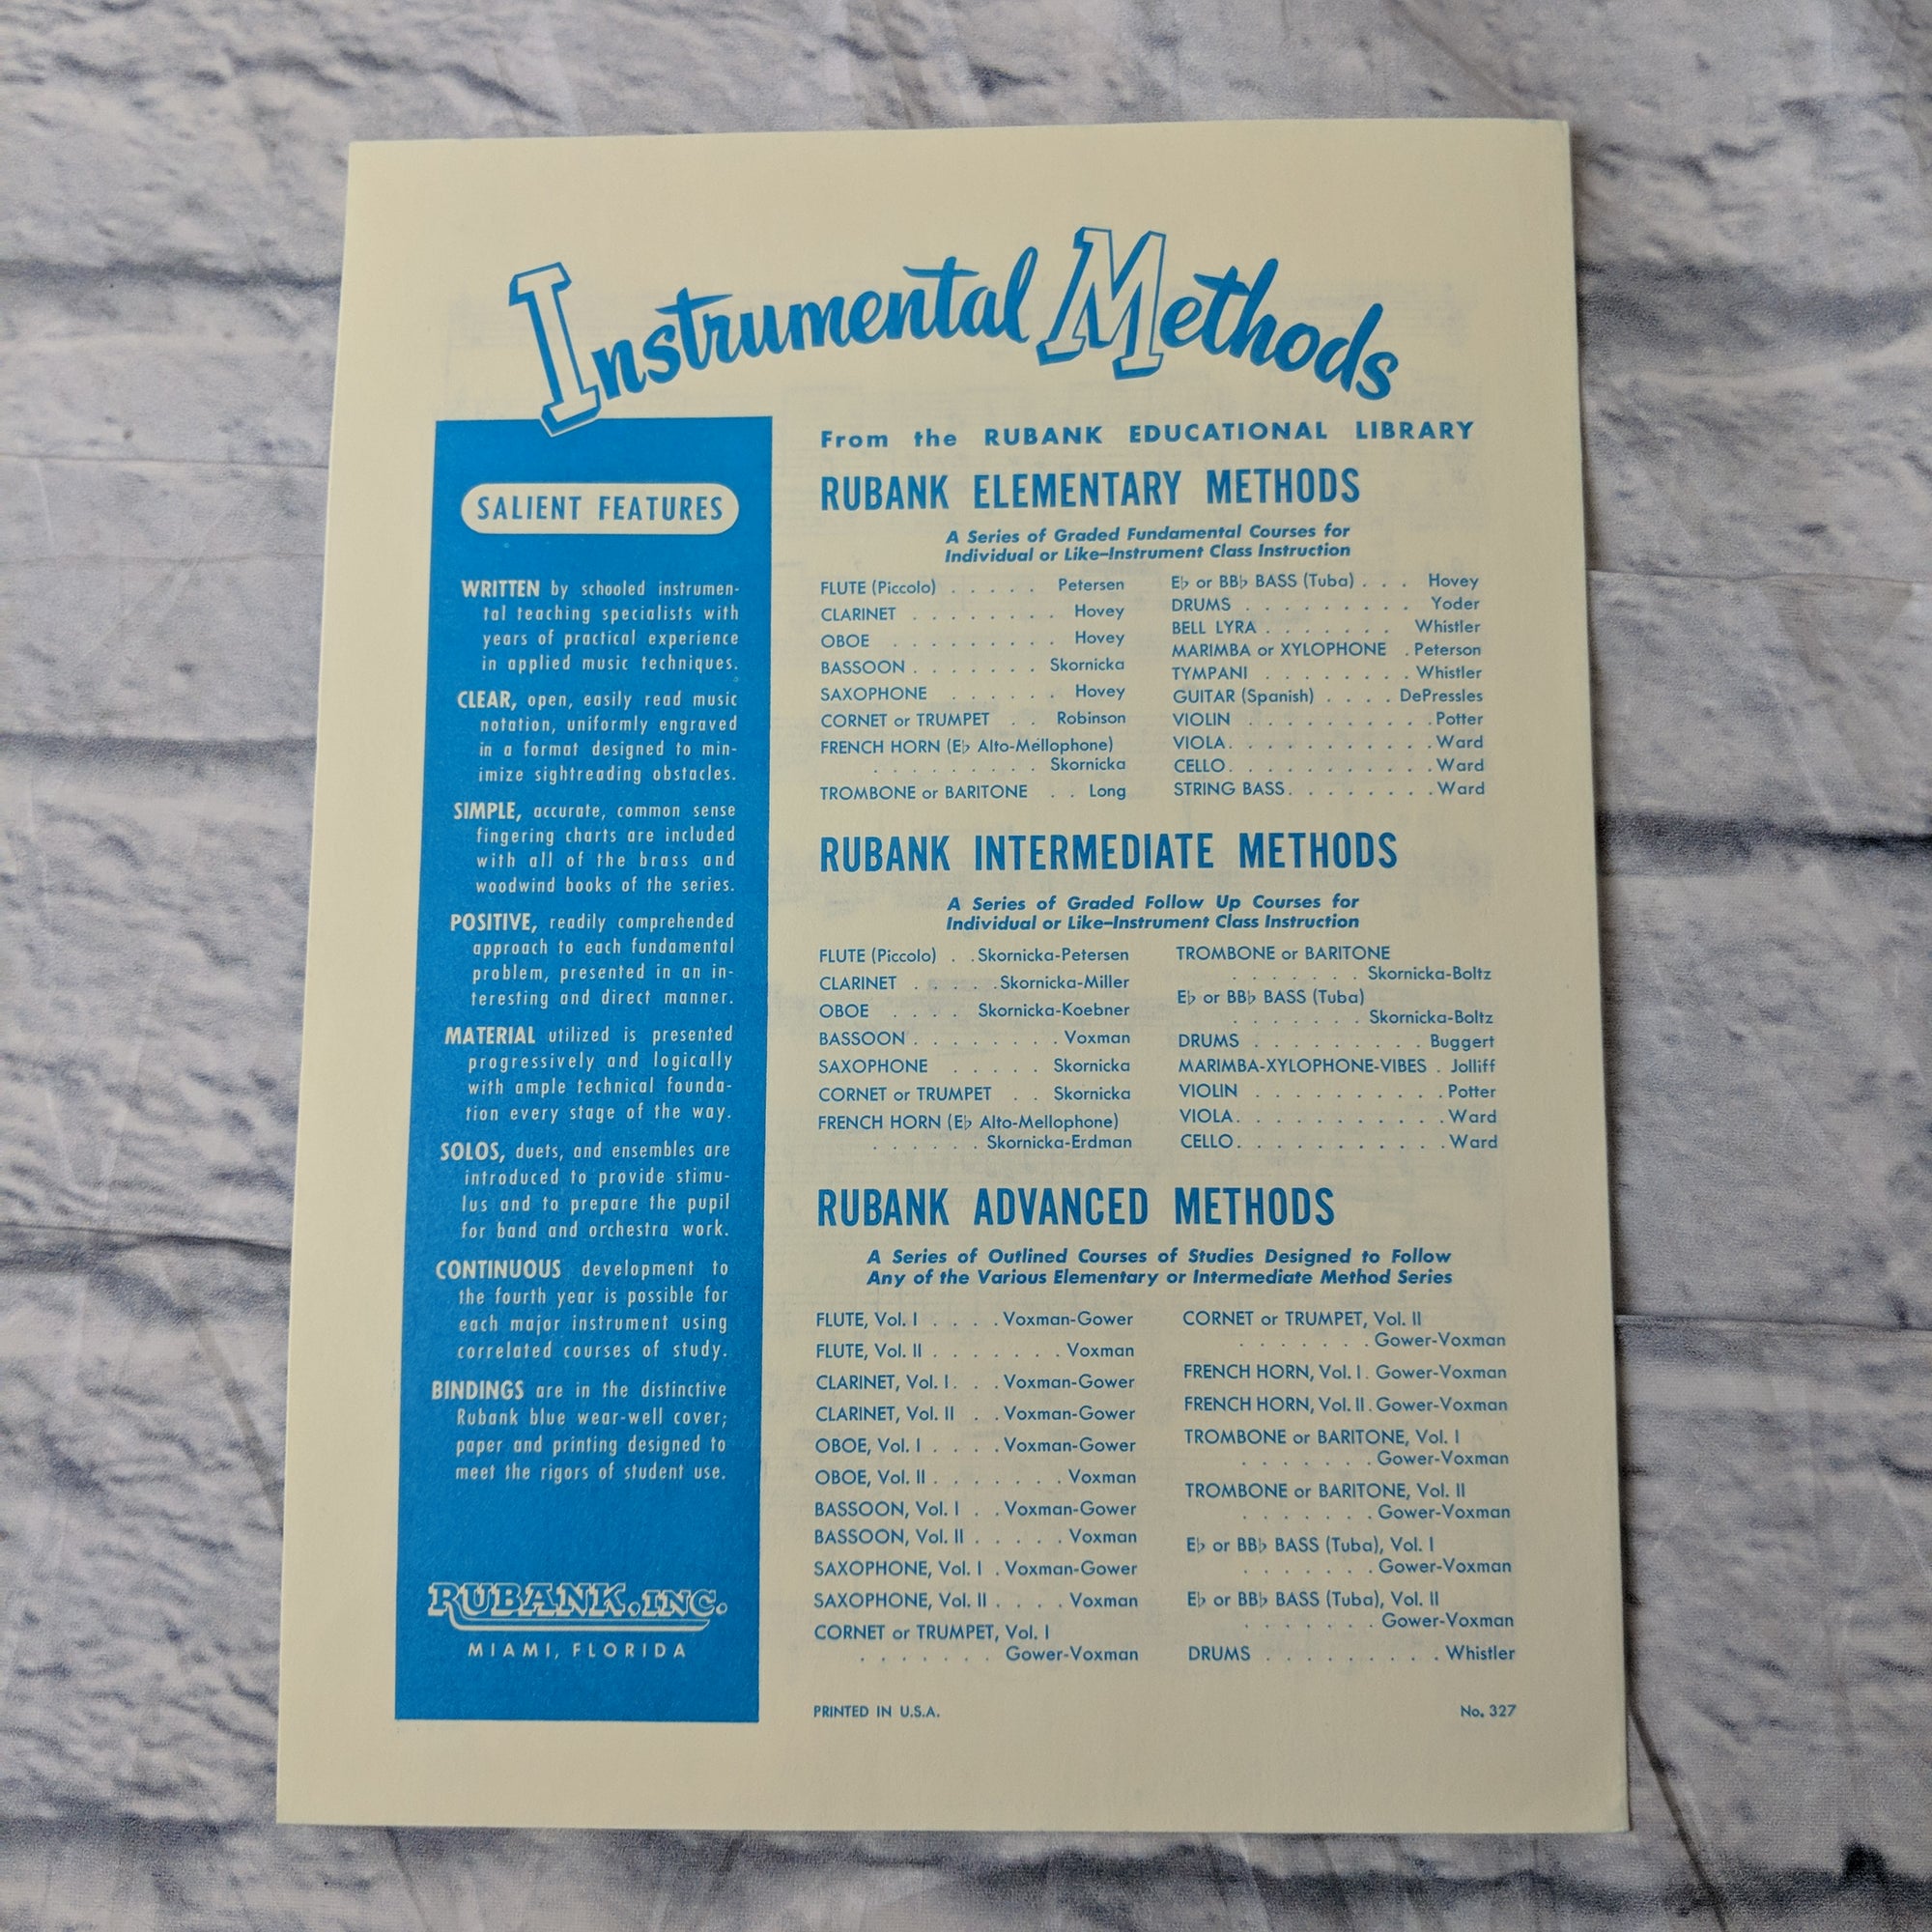 Instrumental Methods
SALIENT FEATURES
WRITTEN by schooled instrumen-
tal teaching specialists with
years of practical experience
in applied music techniques.
CLEAR, open, easily read music
notation, uniformly engraved
in a format designed to min-
imize sightreading obstacles.
SIMPLE, accurate, common sense
fingering charts are included
with all of the brass and
woodwind books of the series.
POSITIVE, readily comprehended
approach to each fundamental
problem, presented in an in-
teresting and direct manner.
MATERIAL utilized is presented
progressively and logically
with ample technical founda-
tion every stage of the way.
SOLOS, duets, and ensembles are
introduced to provide stimu-
lus and to prepare the pupil
for band and orchestra work.
CONTINUOUS development to
the fourth year is possible for
each major instrument using
correlated courses of study.
BINDINGS are in the distinctive
Rubank blue wear-well cover;
paper and printing designed to
meet the rigors of student use.
RUBANK, INC.
MIAMI, FLORIDA
From the RUBANK EDUCATIONAL LIBRARY
RUBANK ELEMENTARY METHODS
A Series of Graded Fundamental Courses for
Individual or Like-Instrument Class Instruction
FLUTE (Piccolo) . . . . . Petersen
CLARINET . . . . . . . . Hovey
OBOE . . . . . . . . . Hovey
BASSOON . . . . . . . Skornicka
SAXOPHONE . . . . . . Hovey
CORNET or TRUMPET . . Robinson
FRENCH HORN (E♭ Alto-Mellophone)
. . . . . . . . . Skornicka
TROMBONE or BARITONE . . Long
E♭ or BB♭ BASS (Tuba) . . . Hovey
DRUMS . . . . . . . . . Yoder
BELL LYRA . . . . . . . Whistler
MARIMBA or XYLOPHONE . Peterson
TYMPANI . . . . . . . . Whistler
GUITAR (Spanish) . . . . DePressles
VIOLIN . . . . . . . . . . Potter
VIOLA. . . . . . . . . . . Ward
CELLO. . . . . . . . . . . Ward
STRING BASS. . . . . . . . Ward
RUBANK INTERMEDIATE METHODS
A Series of Graded Follow Up Courses for
Individual or Like-Instrument Class Instruction
FLUTE (Piccolo) . . Skornicka-Petersen
CLARINET . . . . . Skornicka-Miller
OBOE . . . . Skornicka-Koebner
BASSOON . . . . . . . . Voxman
SAXOPHONE . . . . . Skornicka
CORNET or TRUMPET . . Skornicka
FRENCH HORN (E♭ Alto-Mellophone)
. . . . . . Skornicka-Erdman
TROMBONE or BARITONE
. . . . . . . Skornicka-Boltz
E♭ or BB♭ BASS (Tuba)
. . . . . . . Skornicka-Boltz
DRUMS . . . . . . . . . Buggert
MARIMBA-XYLOPHONE-VIBES . Jolliff
VIOLIN . . . . . . . . . . Potter
VIOLA. . . . . . . . . . . Ward
CELLO. . . . . . . . . . . Ward
RUBANK ADVANCED METHODS
A Series of Outlined Courses of Studies Designed to Follow
Any of the Various Elementary or Intermediate Method Series
FLUTE, Vol. I . . . . Voxman-Gower
FLUTE, Vol. II . . . . . . . Voxman
CLARINET, Vol. I. . . Voxman-Gower
CLARINET, Vol. II . . Voxman-Gower
OBOE, Vol. I . . . . Voxman-Gower
OBOE, Vol. II . . . . . . . Voxman
BASSOON, Vol. I . . Voxman-Gower
BASSOON, Vol. II . . . . . Voxman
SAXOPHONE, Vol. I . Voxman-Gower
SAXOPHONE, Vol. II . . . . Voxman
CORNET or TRUMPET, Vol. I
. . . . . . . Gower-Voxman
CORNET or TRUMPET, Vol. II
. . . . . . . Gower-Voxman
FRENCH HORN, Vol. I . Gower-Voxman
FRENCH HORN, Vol. II . Gower-Voxman
TROMBONE or BARITONE, Vol. I
. . . . . . . Gower-Voxman
TROMBONE or BARITONE, Vol. II
. . . . . . . Gower-Voxman
E♭ or BB♭ BASS (Tuba), Vol. I
. . . . . . . Gower-Voxman
E♭ or BB♭ BASS (Tuba), Vol. II
. . . . . . . Gower-Voxman
DRUMS . . . . . . . . . Whistler
PRINTED IN U.S.A.
No. 327